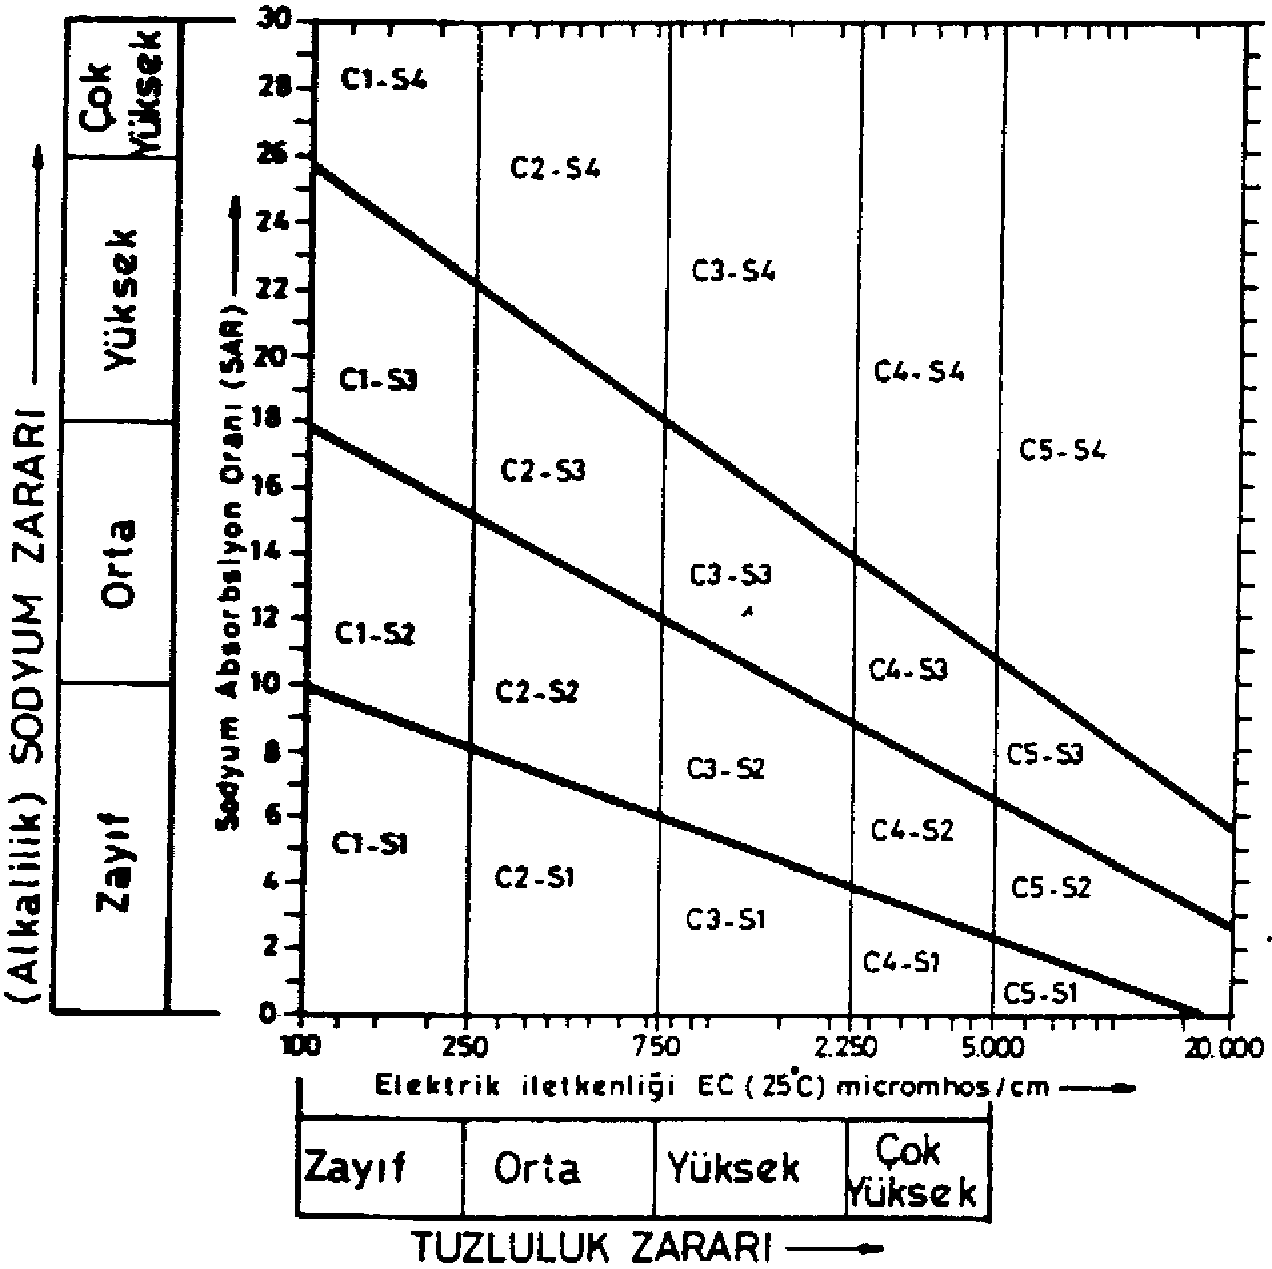 (Alkalilik) SODYUM ZARARI
Çok
Yüksek
Yüksek
Orta
Zayıf
Sodyum Absorbsiyon Oranı (SAR)
30
28
26
24
22
20
18
16
14
12
10
8
6
4
2
0
C1-S4
C2-S4
C3-S4
C4-S4
C5-S4
C1-S3
C2-S3
C3-S3
C4-S3
C5-S3
C1-S2
C2-S2
C3-S2
C4-S2
C5-S2
C1-S1
C2-S1
C3-S1
C4-S1
C5-S1
100 250 750 2.250 5.000 20.000
Elektrik iletkenliği EC (25°C) micromhos/cm
Zayıf Orta Yüksek Çok
Yüksek
TUZLULUK ZARARI